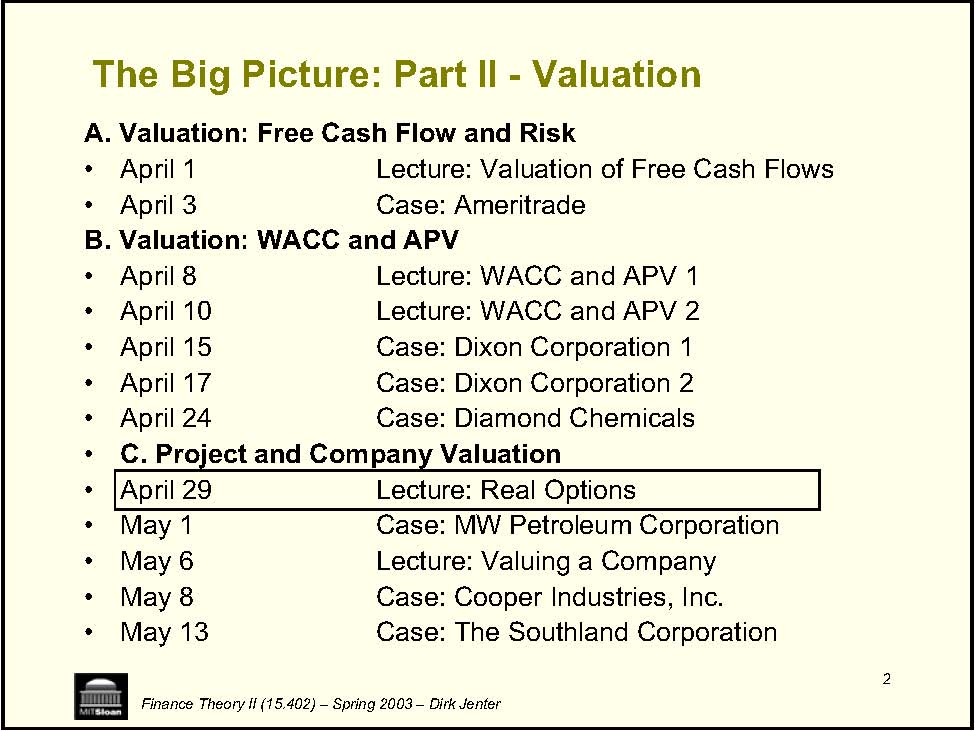 The Big Picture: Part II - Valuation
A. Valuation: Free Cash Flow and Risk
• April 1 Lecture: Valuation of Free Cash Flows
• April 3 Case: Ameritrade
B. Valuation: WACC and APV
• April 8 Lecture: WACC and APV 1
• April 10 Lecture: WACC and APV 2
• April 15 Case: Dixon Corporation 1
• April 17 Case: Dixon Corporation 2
• April 24 Case: Diamond Chemicals
• C. Project and Company Valuation
• April 29 Lecture: Real Options
• May 1 Case: MW Petroleum Corporation
• May 6 Lecture: Valuing a Company
• May 8 Case: Cooper Industries, Inc.
• May 13 Case: The Southland Corporation
2
MITSloan
Finance Theory II (15.402) – Spring 2003 – Dirk Jenter